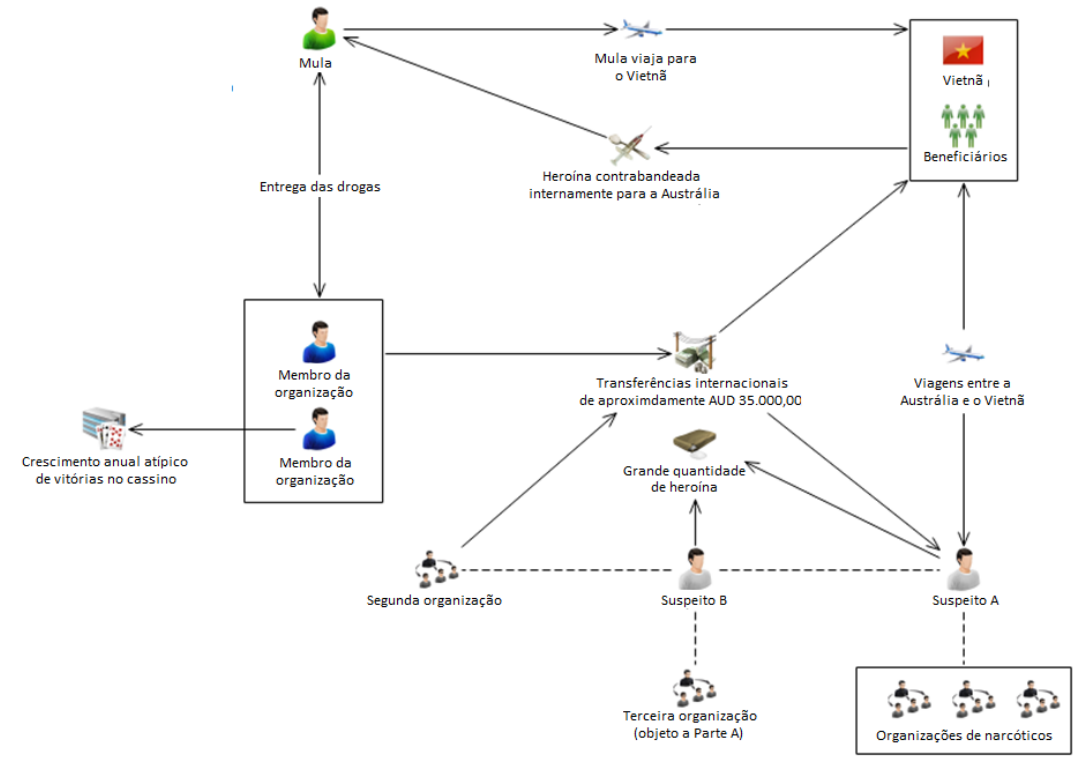 Mula
Mula viaja para
o Vietnã
Vietnã
Beneficiários
Heroína contrabandeada
internamente para a Austrália
Entrega das drogas
Membro da
organização
Membro da
organização
Transferências internacionais
de aproximdamente AUD 35.000,00
Viagens entre a
Austrália e o Vietnã
Crescimento anual atípico
de vitórias no cassino
Grande quantidade
de heroína
Segunda organização
Suspeito B
Suspeito A
Terceira organização
(objeto a Parte A)
Organizações de narcóticos